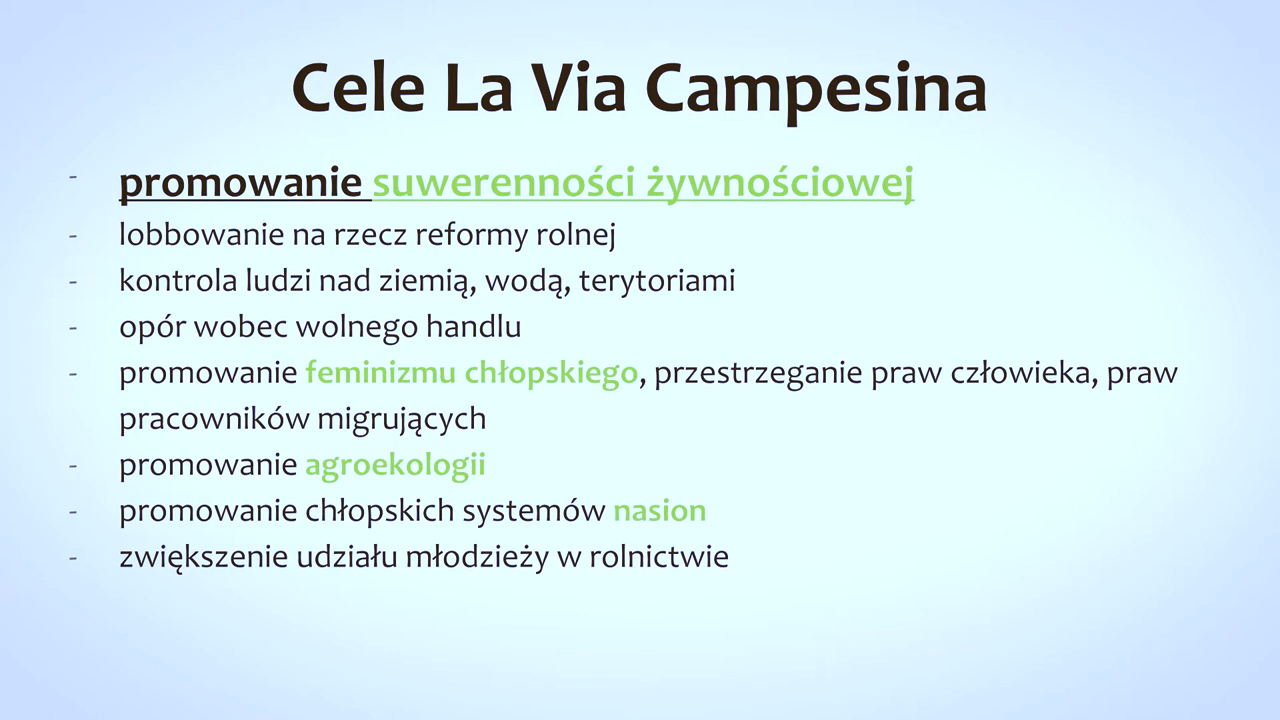 Cele La Via Campesina
- promowanie suwerenności żywnościowej
- lobbowanie na rzecz reformy rolnej
- kontrola ludzi nad ziemią, wodą, terytoriami
- opór wobec wolnego handlu
- promowanie feminizmu chłopskiego, przestrzeganie praw człowieka, praw
pracowników migrujących
- promowanie agroekologii
- promowanie chłopskich systemów nasion
- zwiększenie udziału młodzieży w rolnictwie